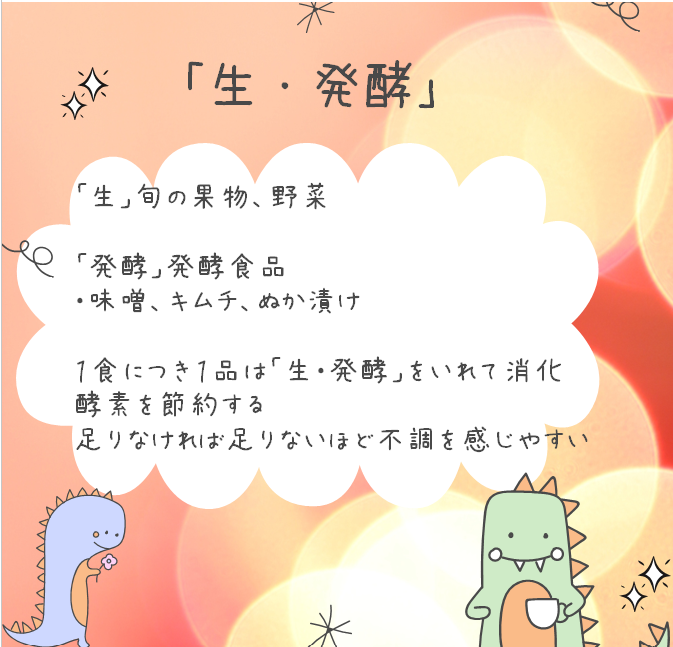 「生・発酵」
「生」旬の果物、野菜
「発酵」発酵食品
・味噌、キムチ、ぬか漬け
1食につき1品は「生・発酵」をいれて消化
酵素を節約する
足りなければ足りないほど不調を感じやすい